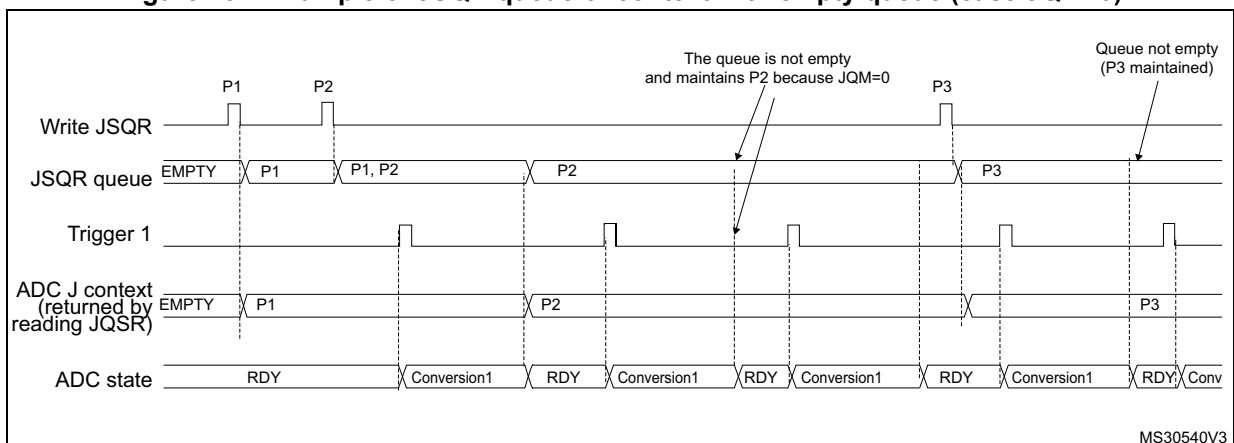 The queue is not empty
and maintains P2 because JQM=0
Queue not empty
(P3 maintained)
P1
P2
P3
Write JSQR
JSQR queue
EMPTY
P1
P1, P2
P2
P3
Trigger 1
ADC J context
(returned by
reading JQSR)
EMPTY
P1
P2
P3
ADC state
RDY
Conversion1
RDY
Conversion1
RDY
Conversion1
RDY
Conversion1
RDY
Conv
MS30540V3